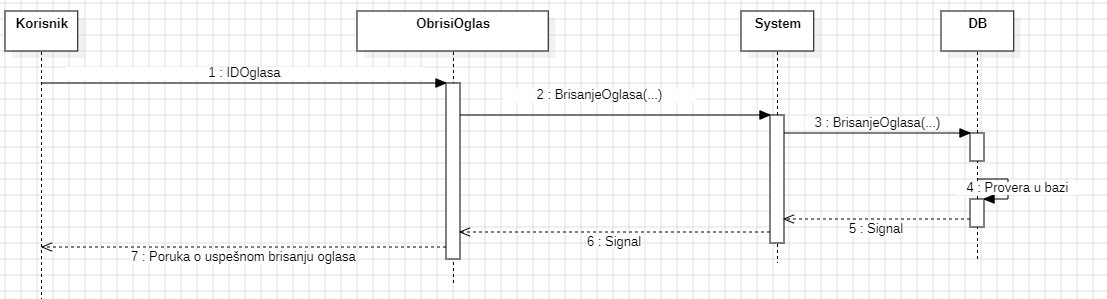 Korisnik
ObrisiOglas
System
DB
1 : IDOglasa
2 : BrisanjeOglasa(...)
3 : BrisanjeOglasa(...)
4 : Provera u bazi
5 : Signal
6 : Signal
7 : Poruka o uspešnom brisanju oglasa